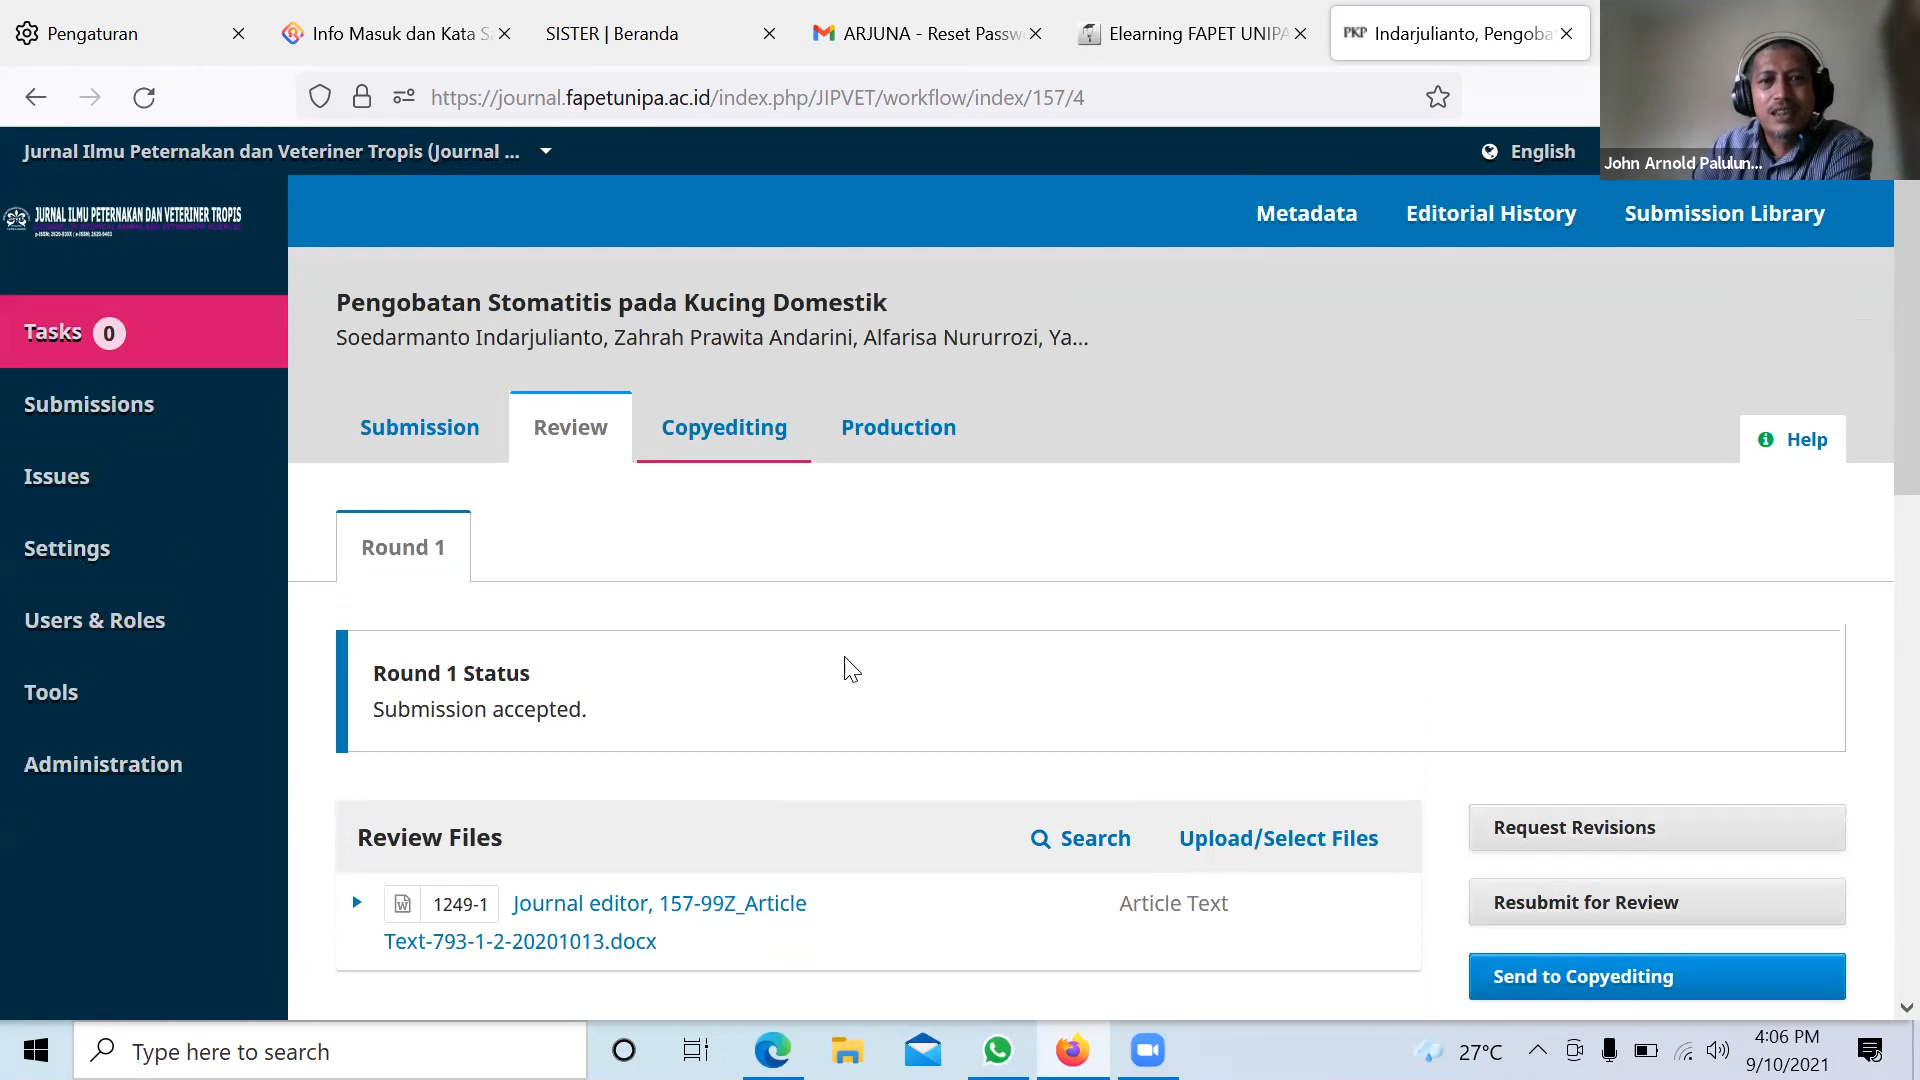 Pengaturan
Info Masuk dan Kata S
SISTER | Beranda
ARJUNA - Reset Passw
Elearning FAPET UNIPA
PKP Indarjulianto, Pengoba
https://journal.fapetunipa.ac.id/index.php/JIPVET/workflow/index/157/4
John Arnold Palulun...
Jurnal Ilmu Peternakan dan Veteriner Tropis (Journal ...
English
JURNAL ILMU PETERNAKAN DAN VETERINER TROPIS
Metadata
Editorial History
Submission Library
Tasks 0
Submissions
Issues
Settings
Users & Roles
Tools
Administration
Pengobatan Stomatitis pada Kucing Domestik
Soedarmanto Indarjulianto, Zahrah Prawita Andarini, Alfarisa Nururrozi, Ya...
Submission
Review
Copyediting
Production
Help
Round 1
Round 1 Status
Submission accepted.
Review Files
Search
Upload/Select Files
1249-1 Journal editor, 157-99Z_Article
Text-793-1-2-20201013.docx
Article Text
Request Revisions
Resubmit for Review
Send to Copyediting
Type here to search
27°C
4:06 PM
9/10/2021